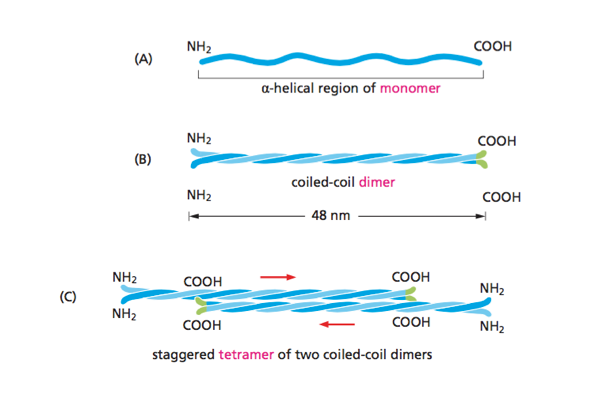 (A)
NH2
COOH
α-helical region of monomer
(B)
NH2
COOH
coiled-coil dimer
NH2
COOH
48 nm
(C)
NH2
COOH
COOH
NH2
NH2
COOH
COOH
NH2
staggered tetramer of two coiled-coil dimers